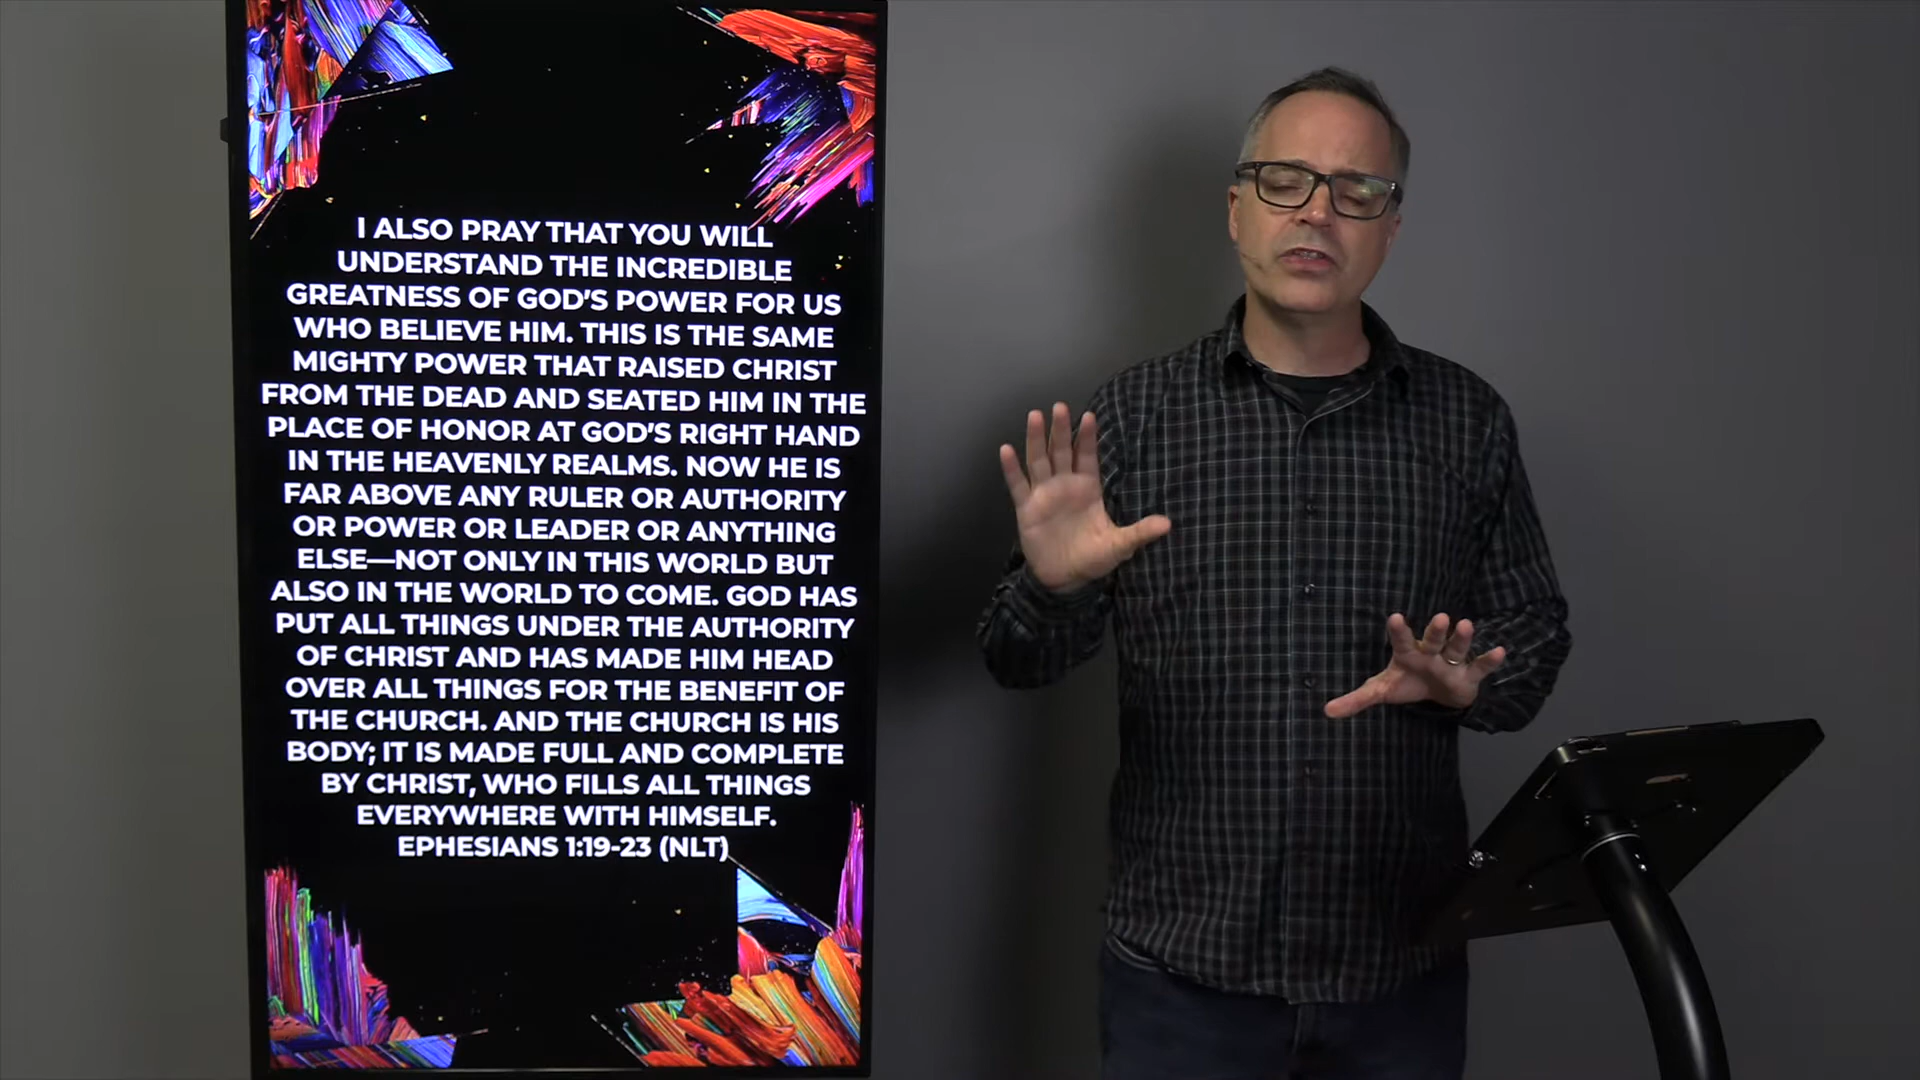 I ALSO PRAY THAT YOU WILL
UNDERSTAND THE INCREDIBLE
GREATNESS OF GOD'S POWER FOR US
WHO BELIEVE HIM. THIS IS THE SAME
MIGHTY POWER THAT RAISED CHRIST
FROM THE DEAD AND SEATED HIM IN THE
PLACE OF HONOR AT GOD'S RIGHT HAND
IN THE HEAVENLY REALMS. NOW HE IS
FAR ABOVE ANY RULER OR AUTHORITY
OR POWER OR LEADER OR ANYTHING
ELSE—NOT ONLY IN THIS WORLD BUT
ALSO IN THE WORLD TO COME. GOD HAS
PUT ALL THINGS UNDER THE AUTHORITY
OF CHRIST AND HAS MADE HIM HEAD
OVER ALL THINGS FOR THE BENEFIT OF
THE CHURCH. AND THE CHURCH IS HIS
BODY; IT IS MADE FULL AND COMPLETE
BY CHRIST, WHO FILLS ALL THINGS
EVERYWHERE WITH HIMSELF.
EPHESIANS 1:19-23 (NLT)